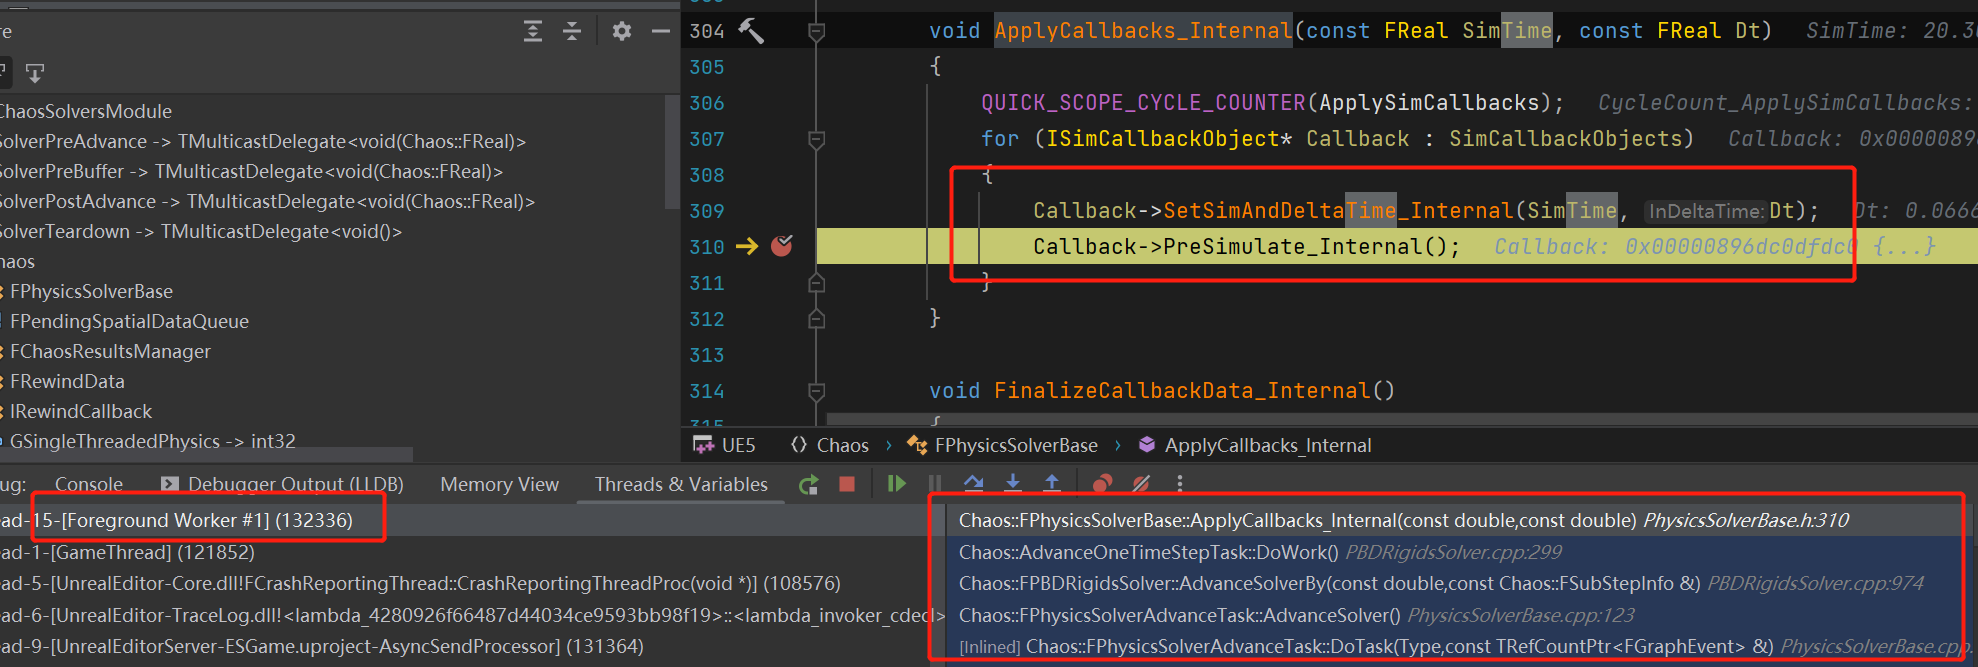 re
ChaosSolversModule
SolverPreAdvance -> TMulticastDelegate<void(Chaos::FReal)>
SolverPreBuffer -> TMulticastDelegate<void(Chaos::FReal)>
SolverPostAdvance -> TMulticastDelegate<void(Chaos::FReal)>
SolverTeardown -> TMulticastDelegate<void()>
haos
FPhysicsSolverBase
FPendingSpatialDataQueue
FChaosResultsManager
FRewindData
IRewindCallback
GSingleThreadedPhysics -> int32
304 void ApplyCallbacks_Internal(const FReal SimTime, const FReal Dt) SimTime: 20.3
305 {
306 QUICK_SCOPE_CYCLE_COUNTER(ApplySimCallbacks); CycleCount_ApplySimCallbacks:
307 for (ISimCallbackObject* Callback : SimCallbackObjects) Callback: 0x0000089
308 {
309 Callback->SetSimAndDeltaTime_Internal(SimTime, InDeltaTime: Dt); Dt: 0.0666
310 Callback->PreSimulate_Internal(); Callback: 0x00000896dc0dfdc0 {...}
311 }
312 }
313
314 void FinalizeCallbackData_Internal()
315 {
UE5 Chaos › FPhysicsSolverBase › ApplyCallbacks_Internal
ug: Console Debugger Output (LLDB) Memory View Threads & Variables
ead-15-[Foreground Worker #1] (132336)
ead-1-[GameThread] (121852)
ead-5-[UnrealEditor-Core.dll!FCrashReportingThread::CrashReportingThreadProc(void *)] (108576)
ead-6-[UnrealEditor-TraceLog.dll!<lambda_4280926f66487d44034ce9593bb98f19>::<lambda_invoker_cdecl>
ead-9-[UnrealEditorServer-ESGame.uproject-AsyncSendProcessor] (131364)
Chaos::FPhysicsSolverBase::ApplyCallbacks_Internal(const double,const double) PhysicsSolverBase.h:310
Chaos::AdvanceOneTimeStepTask::DoWork() PBDRigidsSolver.cpp:299
Chaos::FPBDRigidsSolver::AdvanceSolverBy(const double,const Chaos::FSubStepInfo &) PBDRigidsSolver.cpp:974
Chaos::FPhysicsSolverAdvanceTask::AdvanceSolver() PhysicsSolverBase.cpp:123
[Inlined] Chaos::FPhysicsSolverAdvanceTask::DoTask(Type,const TRefCountPtr<FGraphEvent> &) PhysicsSolverBase.cpp